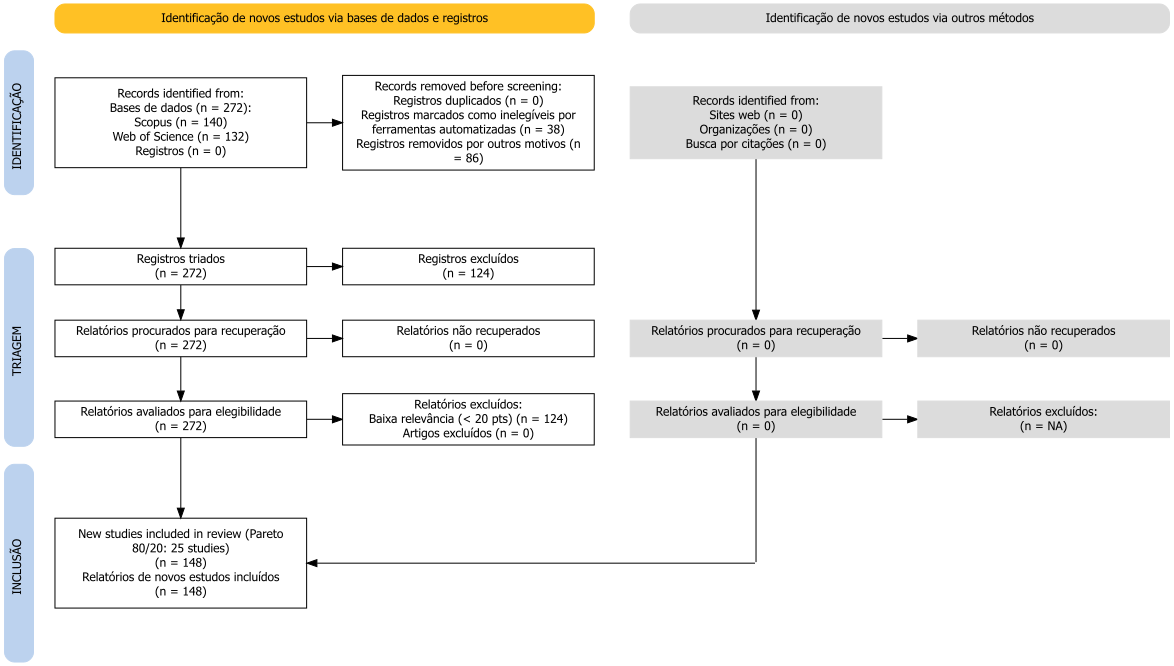 Identificação de novos estudos via bases de dados e registros
Identificação de novos estudos via outros métodos
IDENTIFICAÇÃO
Records identified from:
Bases de dados (n = 272):
Scopus (n = 140)
Web of Science (n = 132)
Registros (n = 0)
Records removed before screening:
Registros duplicados (n = 0)
Registros marcados como inelegíveis por
ferramentas automatizadas (n = 38)
Registros removidos por outros motivos (n
= 86)
Records identified from:
Sites web (n = 0)
Organizações (n = 0)
Busca por citações (n = 0)
TRIAGEM
Registros triados
(n = 272)
Registros excluídos
(n = 124)
Relatórios procurados para recuperação
(n = 272)
Relatórios não recuperados
(n = 0)
Relatórios procurados para recuperação
(n = 0)
Relatórios não recuperados
(n = 0)
Relatórios avaliados para elegibilidade
(n = 272)
Relatórios excluídos:
Baixa relevância (< 20 pts) (n = 124)
Artigos excluídos (n = 0)
Relatórios avaliados para elegibilidade
(n = 0)
Relatórios excluídos:
(n = NA)
INCLUSÃO
New studies included in review (Pareto
80/20: 25 studies)
(n = 148)
Relatórios de novos estudos incluídos
(n = 148)